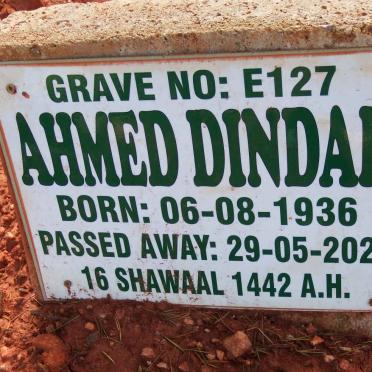 GRAVE NO: E127
AHMED DINDA
BORN: 06-08-1936
PASSED AWAY: 29-05-202
16 SHAWAAL 1442 A.H.